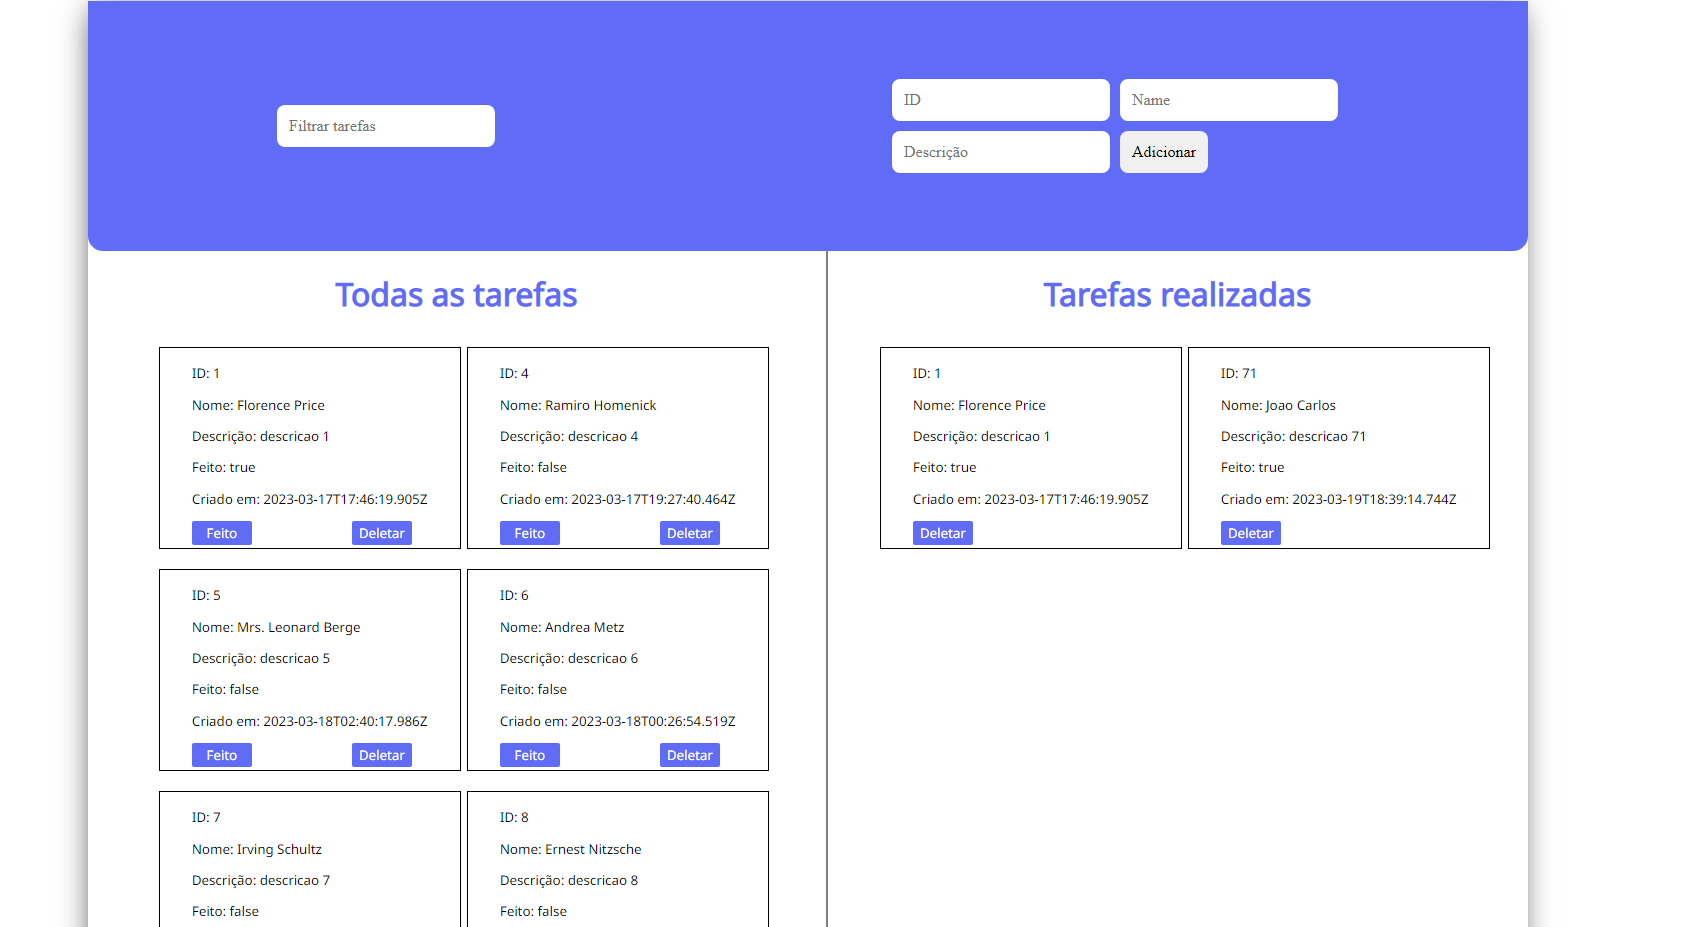 Filtrar tarefas
ID
Name
Descrição
Adicionar
Todas as tarefas
ID: 1
Nome: Florence Price
Descrição: descricao 1
Feito: true
Criado em: 2023-03-17T17:46:19.905Z
Feito
Deletar
ID: 4
Nome: Ramiro Homenick
Descrição: descricao 4
Feito: false
Criado em: 2023-03-17T19:27:40.464Z
Feito
Deletar
ID: 5
Nome: Mrs. Leonard Berge
Descrição: descricao 5
Feito: false
Criado em: 2023-03-18T02:40:17.986Z
Feito
Deletar
ID: 6
Nome: Andrea Metz
Descrição: descricao 6
Feito: false
Criado em: 2023-03-18T00:26:54.519Z
Feito
Deletar
ID: 7
Nome: Irving Schultz
Descrição: descricao 7
Feito: false
ID: 8
Nome: Ernest Nitzsche
Descrição: descricao 8
Feito: false
Tarefas realizadas
ID: 1
Nome: Florence Price
Descrição: descricao 1
Feito: true
Criado em: 2023-03-17T17:46:19.905Z
Deletar
ID: 71
Nome: Joao Carlos
Descrição: descricao 71
Feito: true
Criado em: 2023-03-19T18:39:14.744Z
Deletar